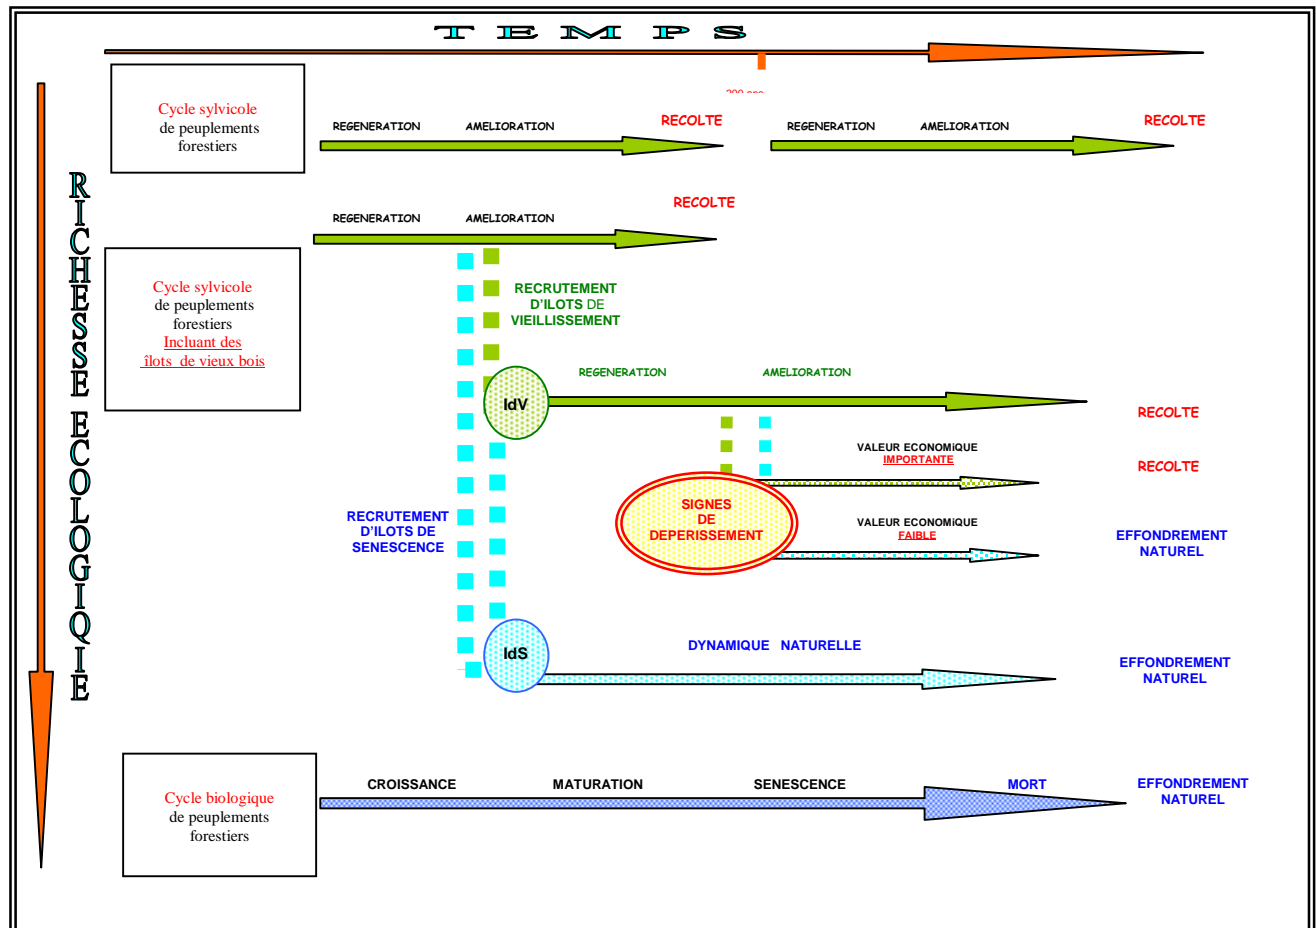 TEMPS
RICHESSE ECOLOGIQIE
Cycle sylvicole
de peuplements
forestiers
REGENERATION AMELIORATION RECOLTE REGENERATION AMELIORATION RECOLTE
REGENERATION AMELIORATION RECOLTE
Cycle sylvicole
de peuplements
forestiers
Incluant des
îlots de vieux bois
RECRUTEMENT
D'ILOTS DE
VIEILLISSEMENT
IdV
REGENERATION AMELIORATION
RECOLTE
VALEUR ECONOMiQUE
IMPORTANTE
RECOLTE
SIGNES
DE
DEPERISSEMENT
VALEUR ECONOMiQUE
FAIBLE
EFFONDREMENT
NATUREL
RECRUTEMENT
D'ILOTS DE
SENESCENCE
IdS
DYNAMIQUE NATURELLE
EFFONDREMENT
NATUREL
Cycle biologique
de peuplements
forestiers
CROISSANCE MATURATION SENESCENCE MORT
EFFONDREMENT
NATUREL